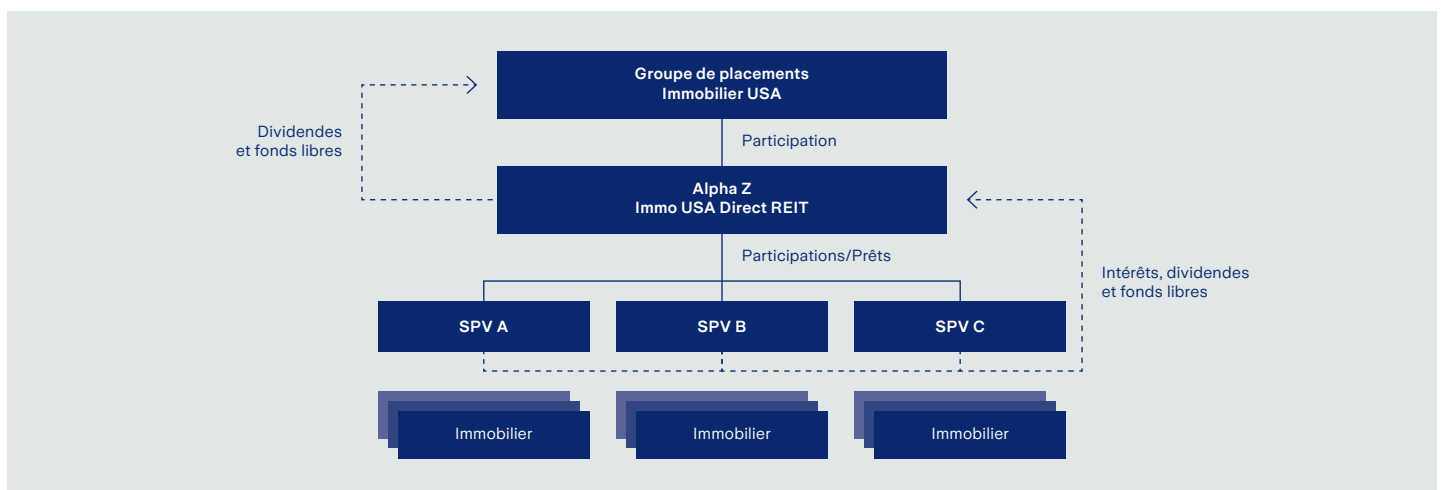 Groupe de placements
Immobilier USA
Dividendes
et fonds libres
Participation
Alpha Z
Immo USA Direct REIT
Participations/Prêts
Intérêts, dividendes
et fonds libres
SPV A
SPV B
SPV C
Immobilier
Immobilier
Immobilier